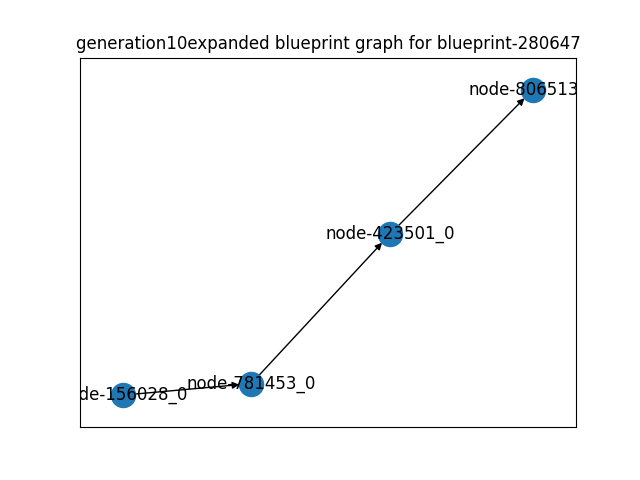 generation10expanded blueprint graph for blueprint-280647
node-806513
node-423501_0
node-781453_0
de-156028_0